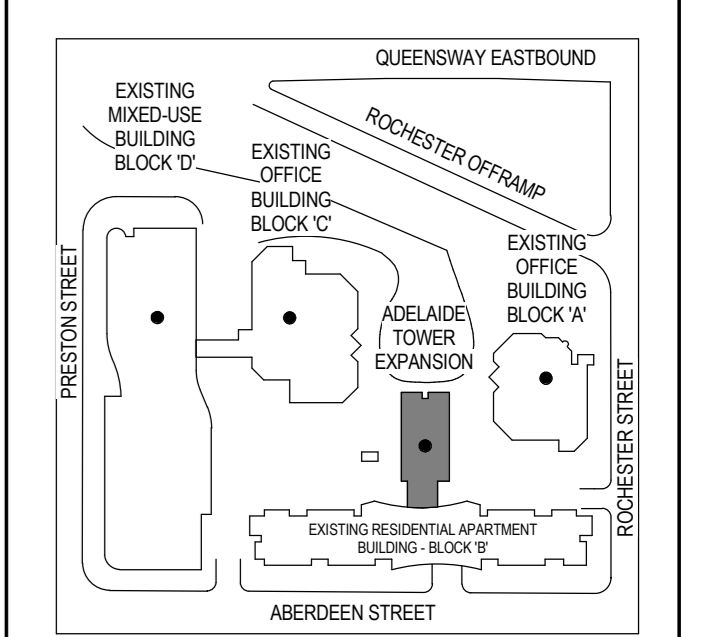 QUEENSWAY EASTBOUND
EXISTING
MIXED-USE
BUILDING
BLOCK 'D'
ROCHESTER OFFRAMP
EXISTING
OFFICE
BUILDING
BLOCK 'C'
EXISTING
OFFICE
BUILDING
BLOCK 'A'
PRESTON STREET
ADELAIDE
TOWER
EXPANSION
ROCHESTER STREET
EXISTING RESIDENTIAL APARTMENT
BUILDING - BLOCK 'B'
ABERDEEN STREET